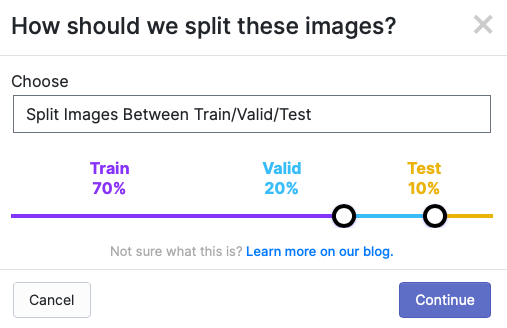 How should we split these images?
Choose
Split Images Between Train/Valid/Test
Train Valid Test
70% 20% 10%
Not sure what this is? Learn more on our blog.
Cancel Continue